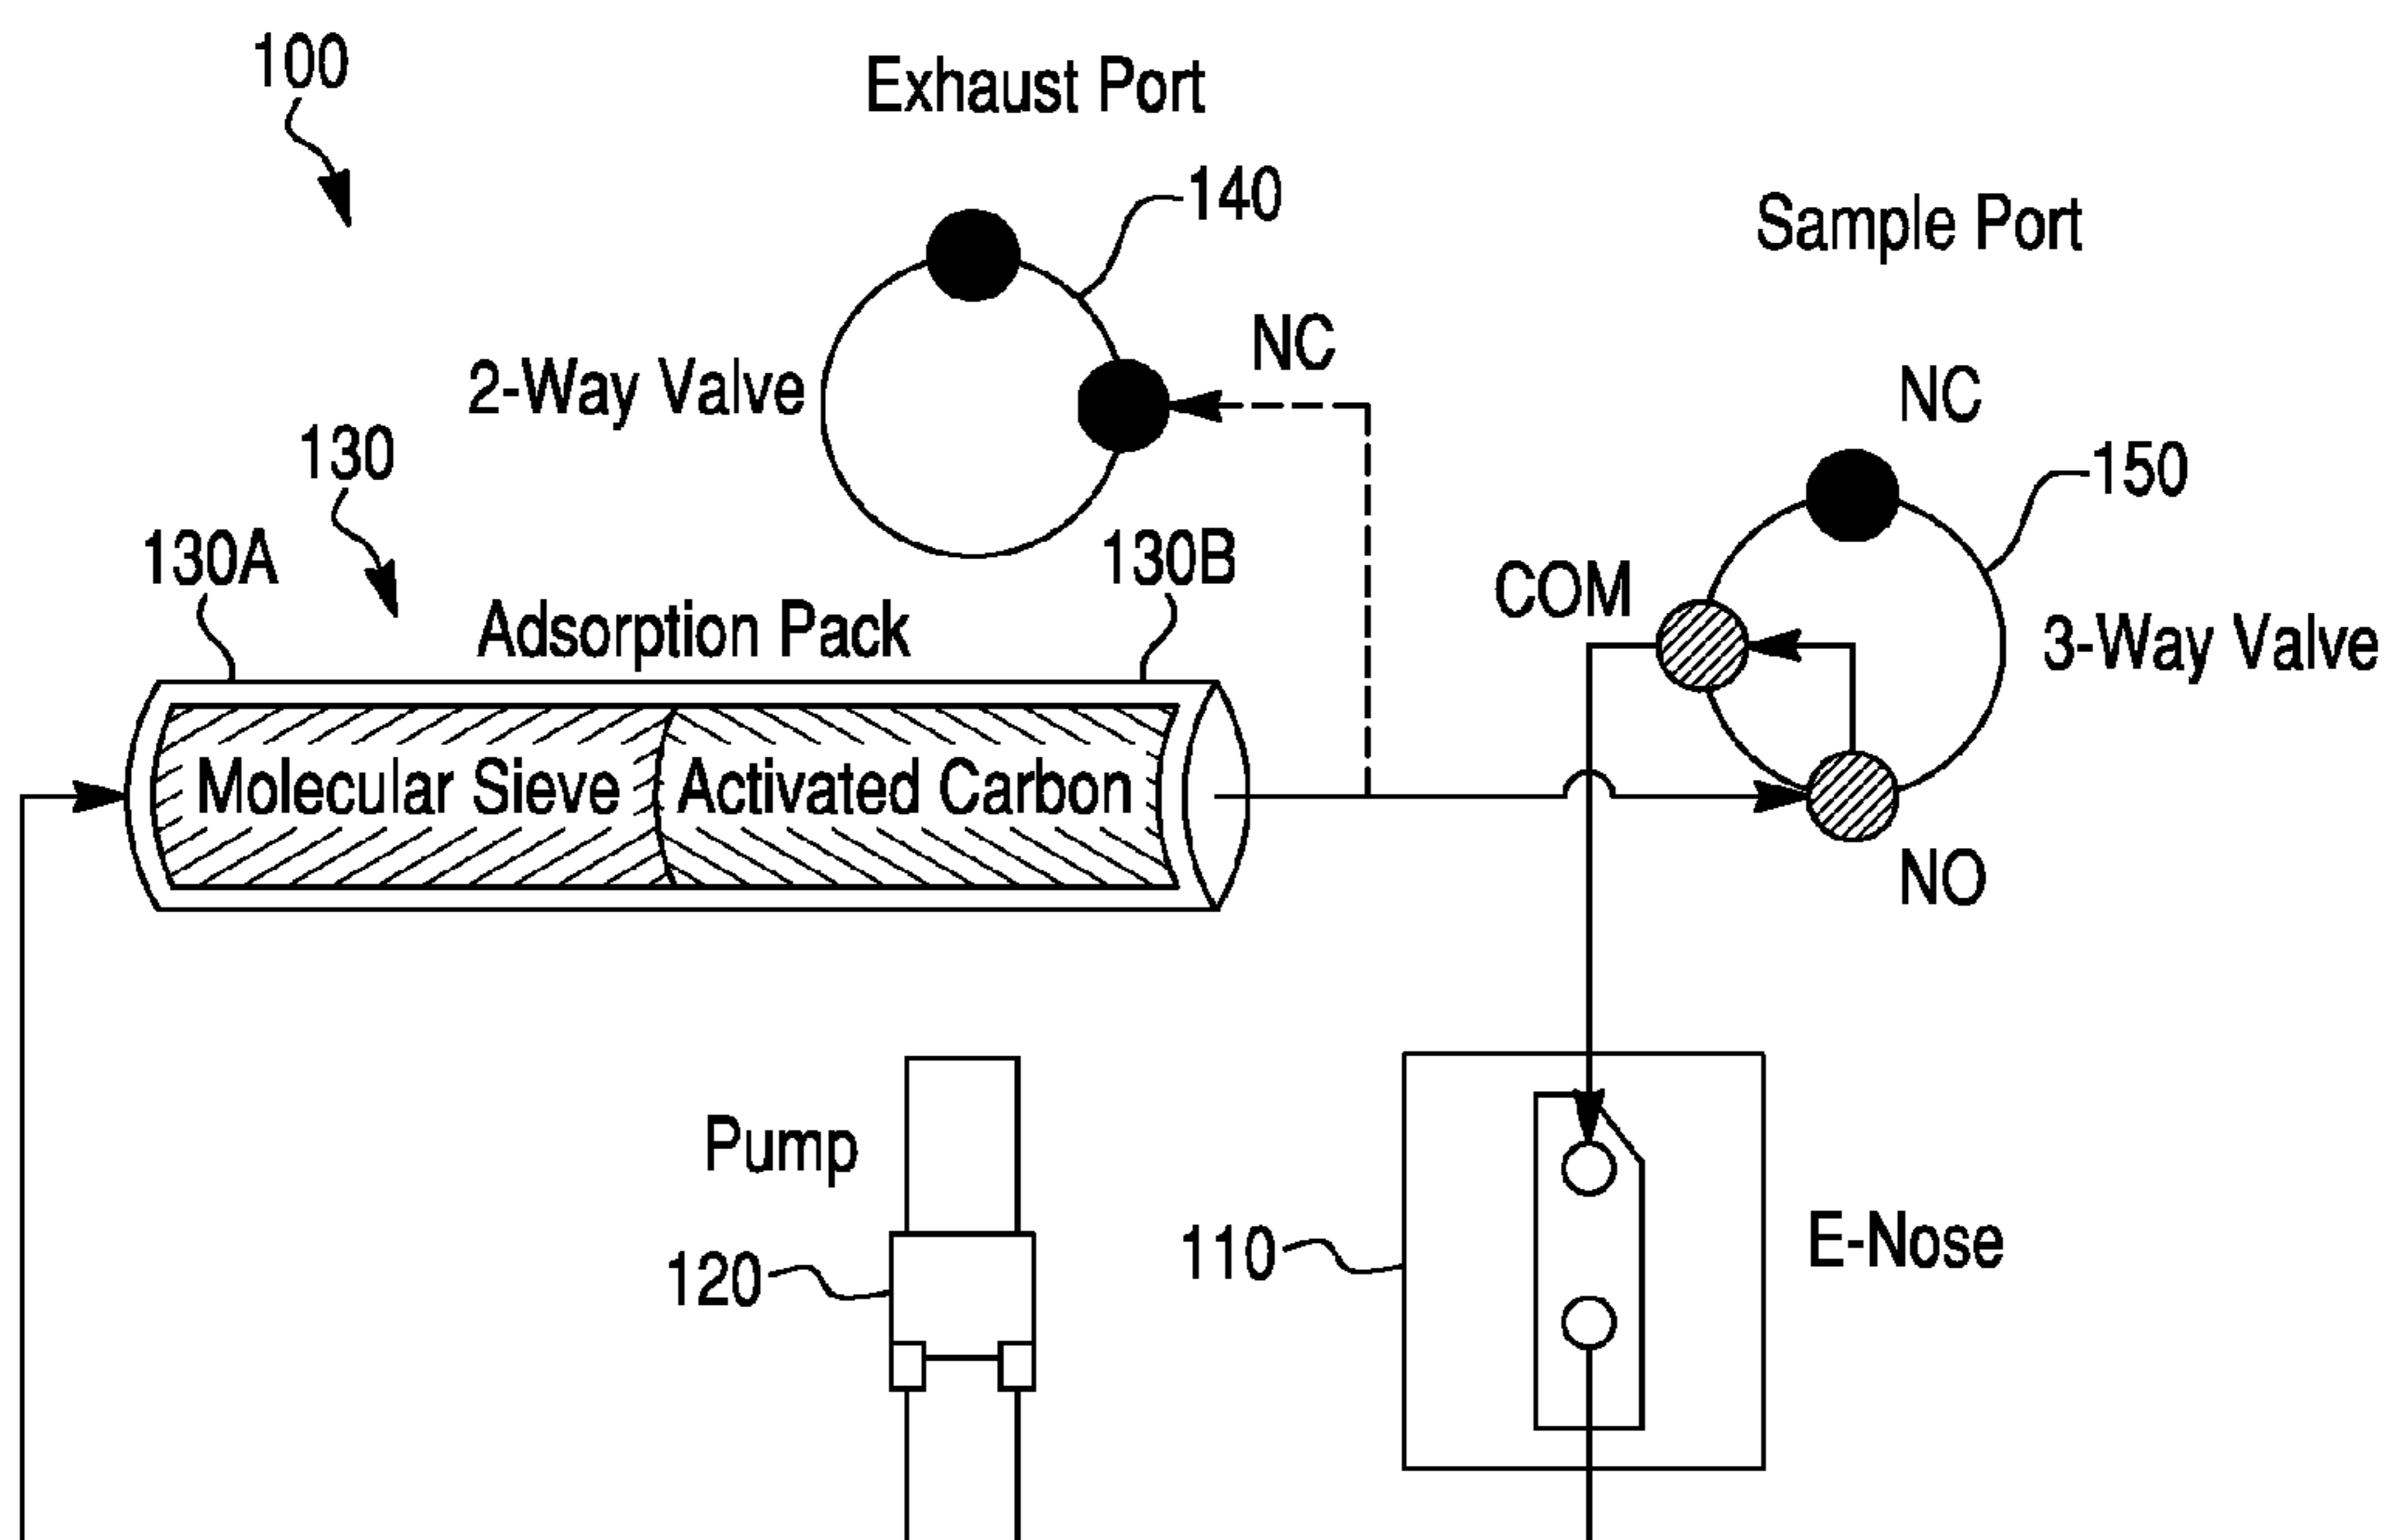 100
Exhaust Port
140
Sample Port
NC
2-Way Valve
NC
130
150
130A
130B
COM
Adsorption Pack
3-Way Valve
Molecular Sieve
Activated Carbon
NO
Pump
110
E-Nose
120